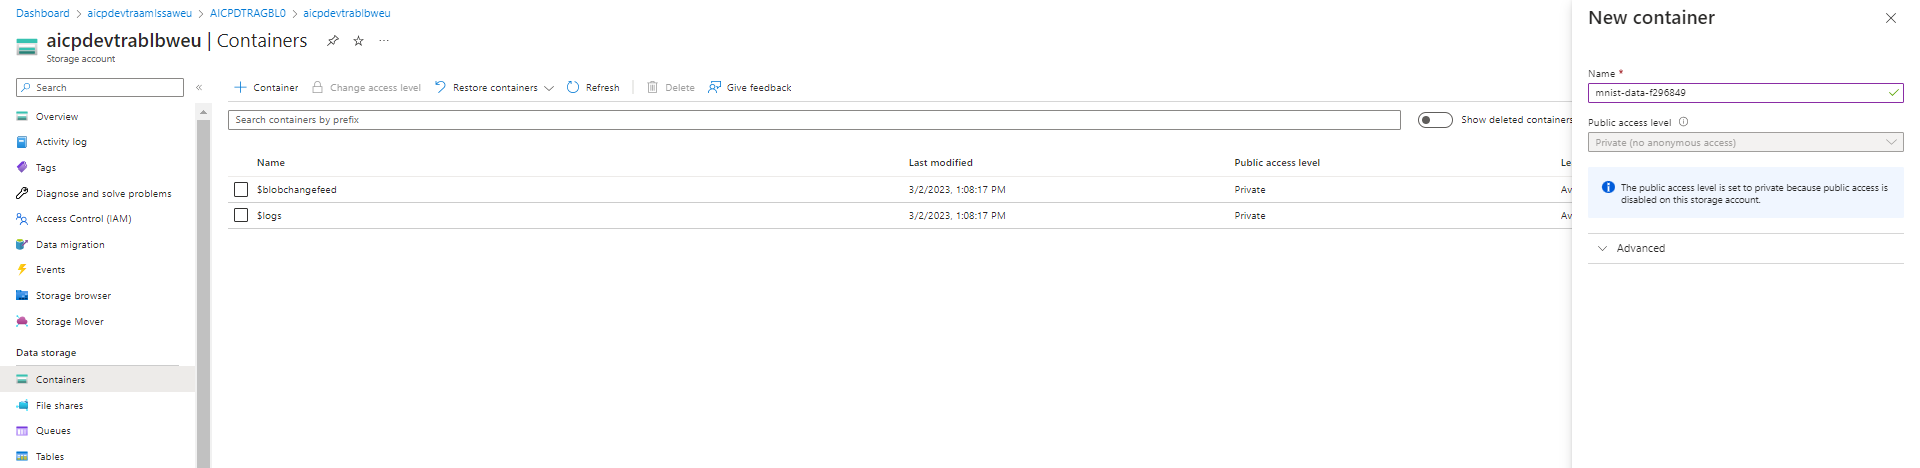 Dashboard > aicpdevtraamlssaweu > AICPDTRAGBL0 > aicpdevtrablbweu
aicpdevtrablbweu | Containers
Storage account
Search
Overview
Activity log
Tags
Diagnose and solve problems
Access Control (IAM)
Data migration
Events
Storage browser
Storage Mover
Data storage
Containers
File shares
Queues
Tables
Container Change access level Restore containers Refresh Delete Give feedback
Search containers by prefix
Show deleted containers
Name Last modified Public access level Le
$blobchangefeed 3/2/2023, 1:08:17 PM Private Av
$logs 3/2/2023, 1:08:17 PM Private Av
New container
Name *
mnist-data-f296849
Public access level
Private (no anonymous access)
The public access level is set to private because public access is
disabled on this storage account.
Advanced